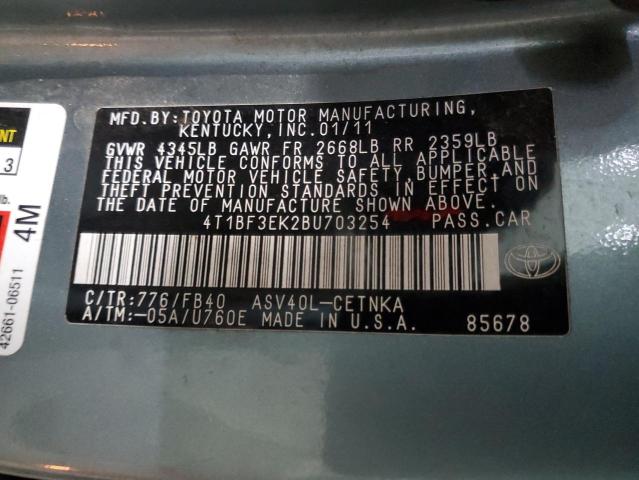 MFD. BY: TOYOTA MOTOR MANUFACTURING,
KENTUCKY, INC. 01/11
GVWR 4345LB GAWR FR 2668LB RR 2359LB
THIS VEHICLE CONFORMS TO ALL APPLICABLE
FEDERAL MOTOR VEHICLE SAFETY, BUMPER, AND
THEFT PREVENTION STANDARDS IN EFFECT ON
THE DATE OF MANUFACTURE SHOWN ABOVE.
4T1BF3EK2BU703254 PASS. CAR
C/TR: 776/FB40 ASV40L-CETNKA
A/TM: -05A/U760E MADE IN U.S.A. 85678
3
lb.
4M
42661-06511